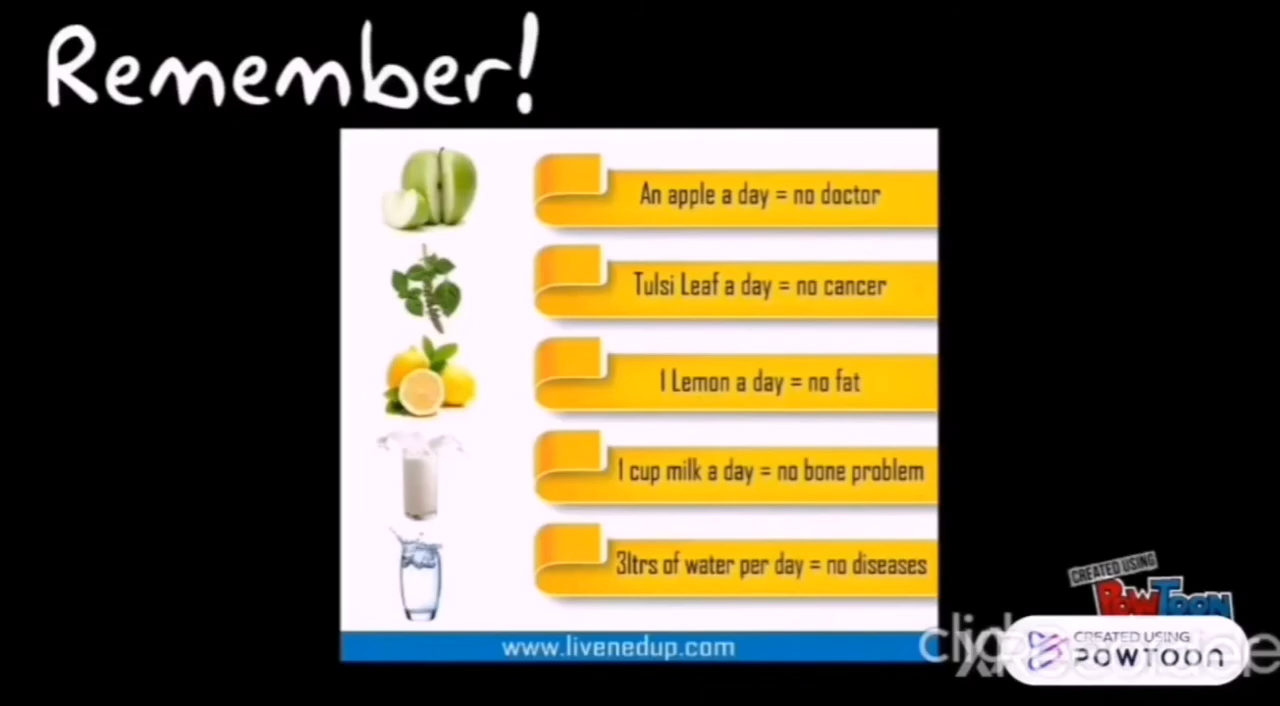 Remember!
An apple a day = no doctor
Tulsi Leaf a day = no cancer
1 Lemon a day = no fat
1 cup milk a day = no bone problem
3ltrs of water per day = no diseases
www.livenedup.com
CREATED USING
POWTOON
CREATED USING
POWTOON